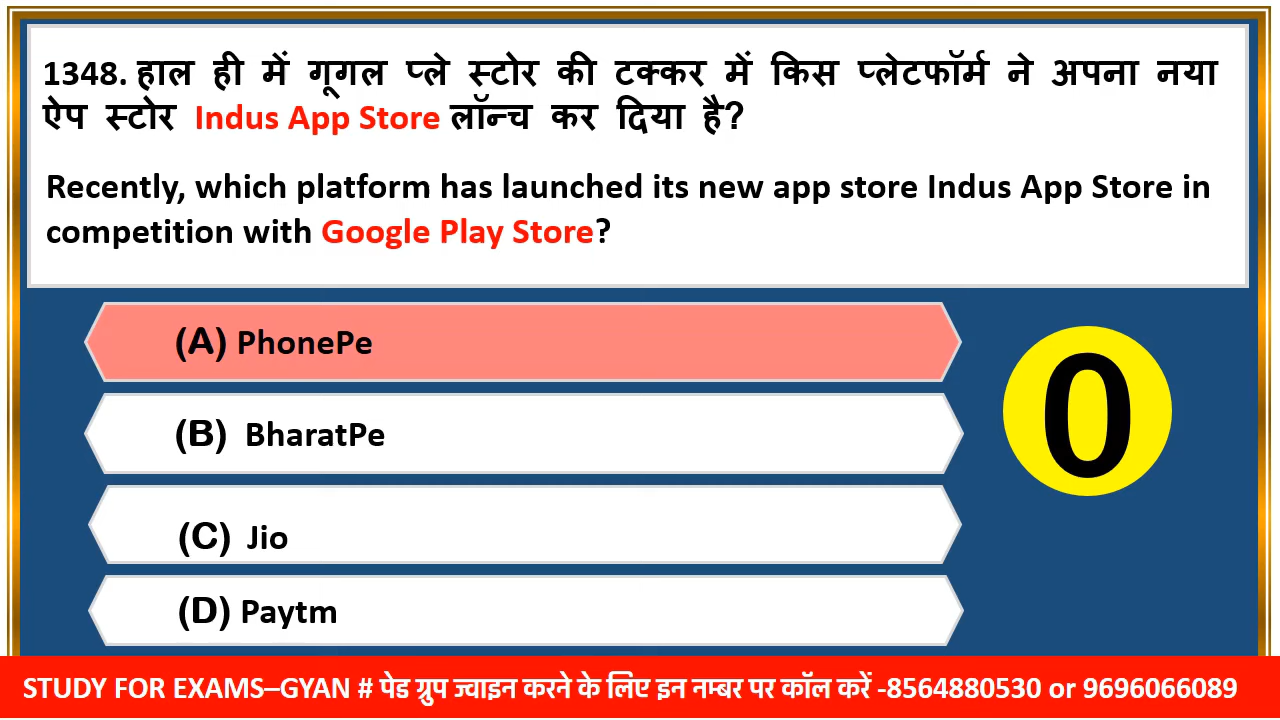 1348. हाल ही में गूगल प्ले स्टोर की टक्कर में किस प्लेटफॉर्म ने अपना नया
ऐप स्टोर Indus App Store लॉन्च कर दिया है?
Recently, which platform has launched its new app store Indus App Store in
competition with Google Play Store?
(A) PhonePe
(B) BharatPe
(C) Jio
(D) Paytm
0
STUDY FOR EXAMS–GYAN # पेड ग्रुप ज्वाइन करने के लिए इन नम्बर पर कॉल करें -8564880530 or 9696066089